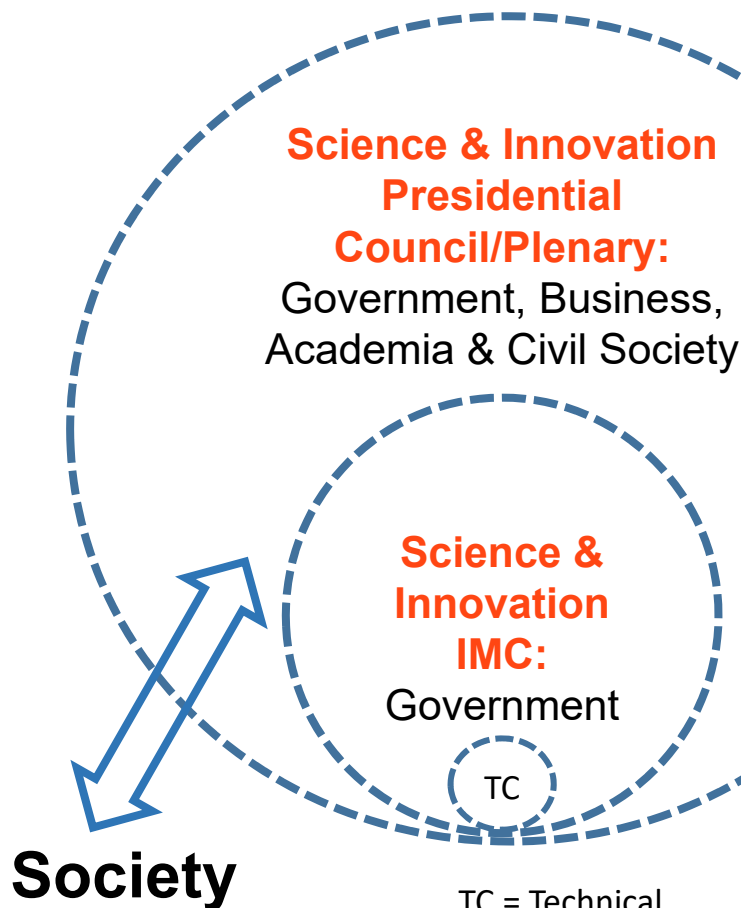 Science & Innovation
Presidential
Council/Plenary:
Government, Business,
Academia & Civil Society
Science &
Innovation
IMC:
Government
TC
Society
TC = Technical